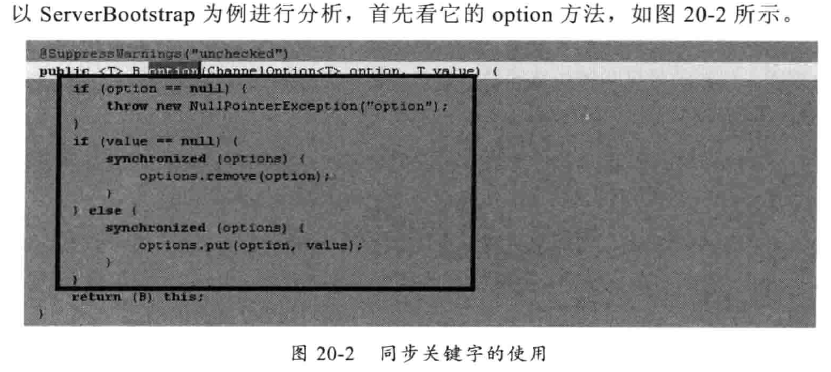 以 ServerBootstrap 为例进行分析，首先看它的 option 方法，如图 20-2 所示。
@SuppressWarnings("unchecked")
public <T> B option(ChannelOption<T> option, T value) {
if (option == null) {
throw new NullPointerException("option");
}
if (value == null) {
synchronized (options) {
options.remove(option);
}
} else {
synchronized (options) {
options.put(option, value);
}
}
return (B) this;
}
图 20-2 同步关键字的使用